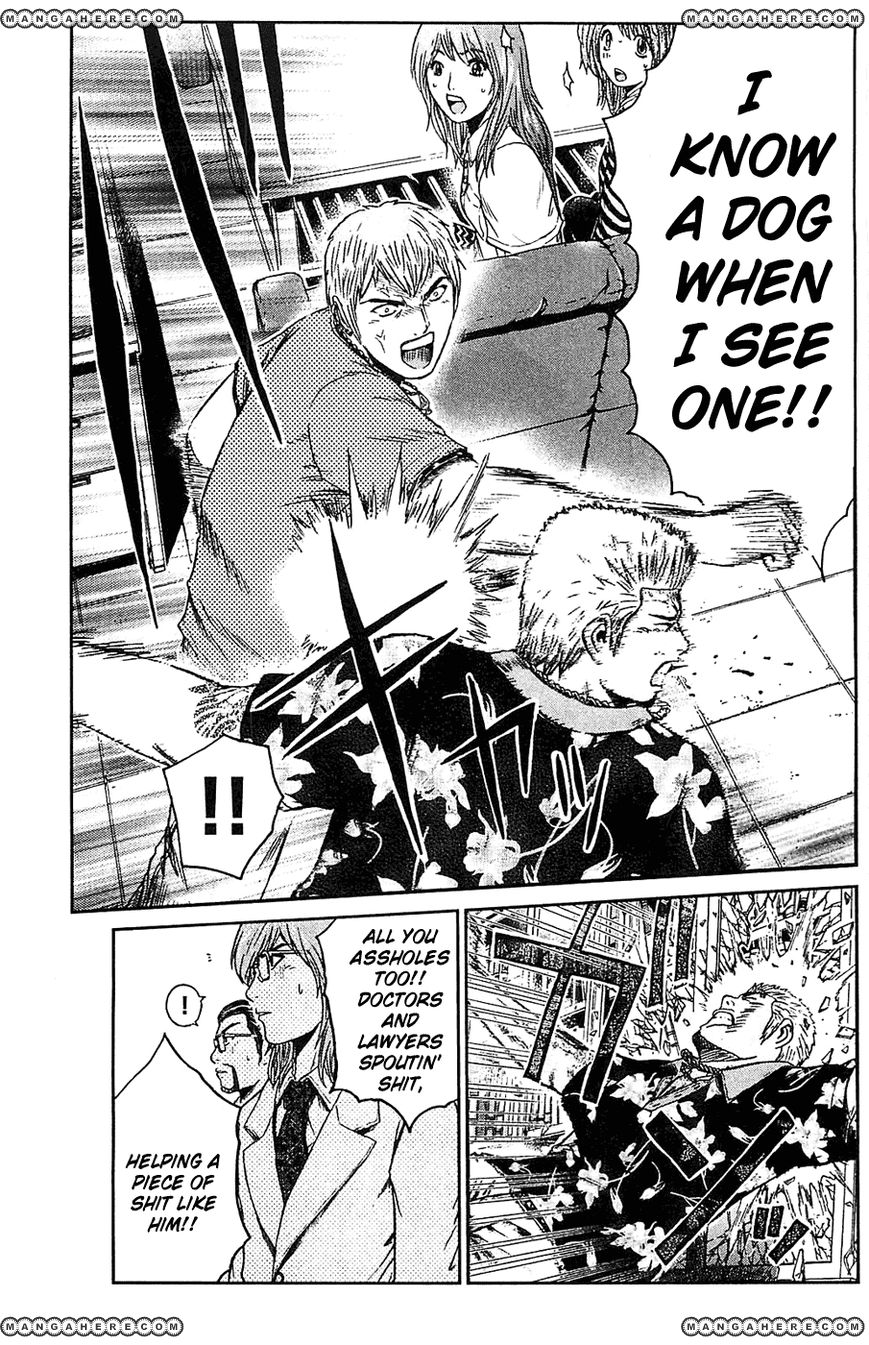 MANGAHERE.COM
MANGAHERE.COM
I
KNOW
A DOG
WHEN
I SEE
ONE!!
!!
ALL YOU
ASSHOLES
TOO!!
DOCTORS
AND
LAWYERS
SPOUTIN'
SHIT,
!
HELPING A
PIECE OF
SHIT LIKE
HIM!!
MANGAHERE.COM
MANGAHERE.COM